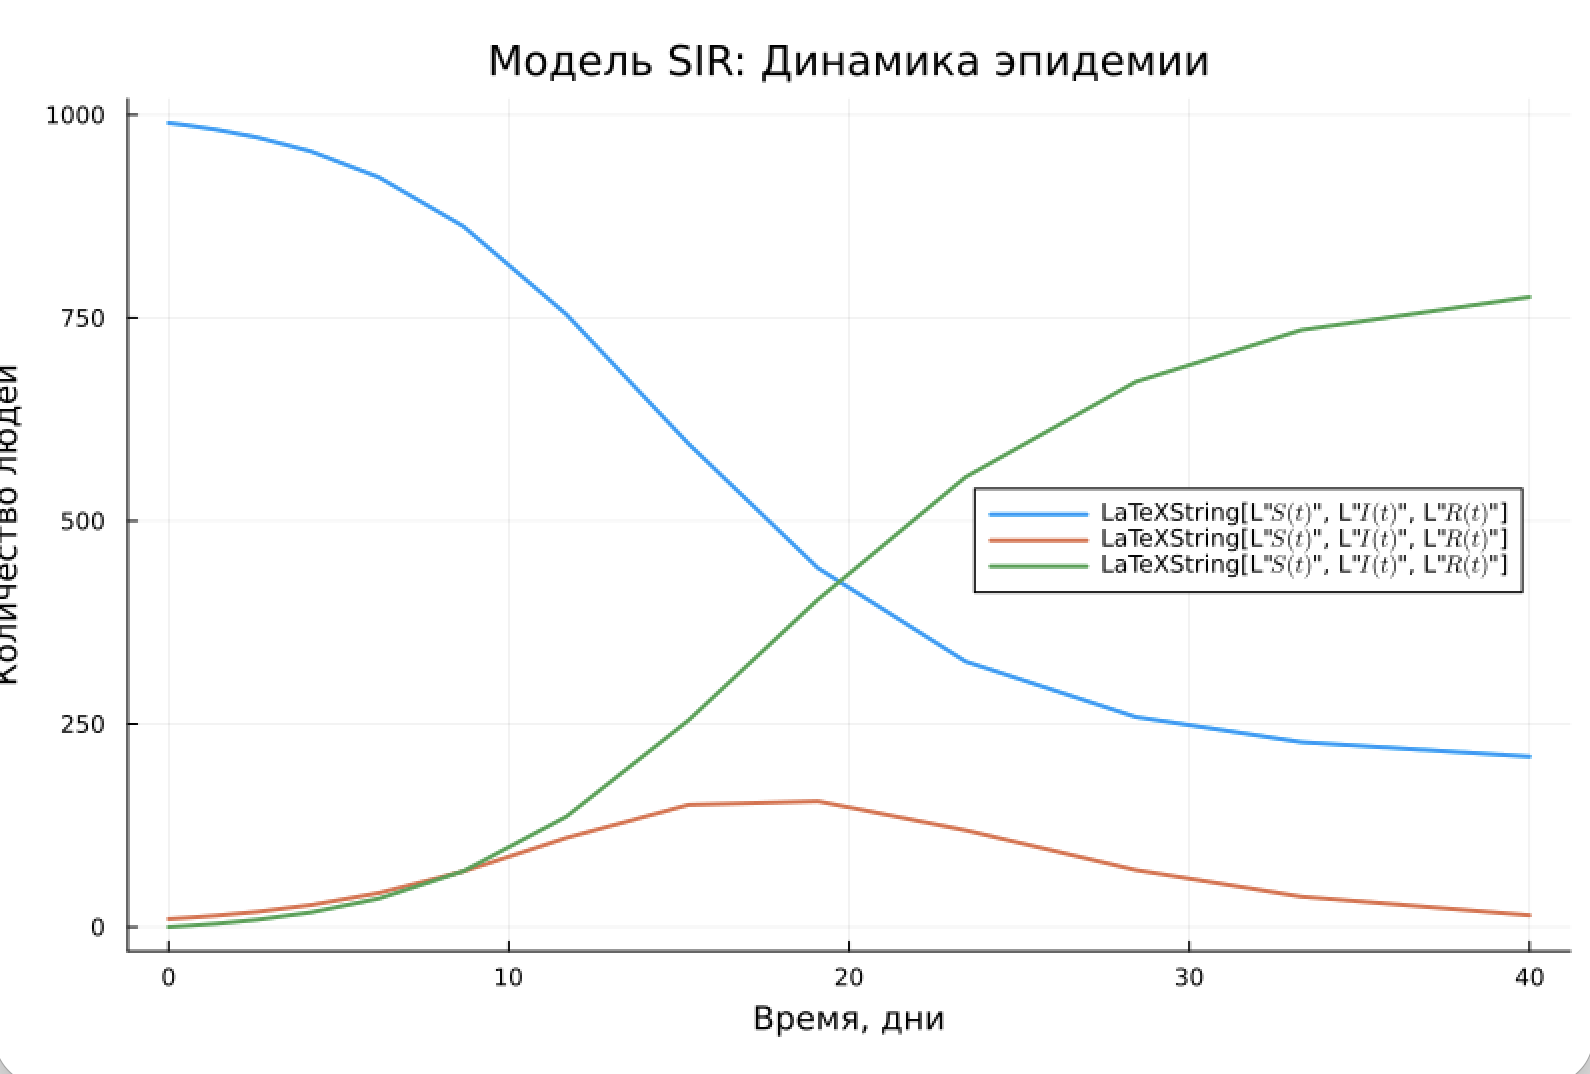 Модель SIR: Динамика эпидемии
1000
750
500
250
0
Количество людей
LaTeXString[L"S(t)", L"I(t)", L"R(t)"]
LaTeXString[L"S(t)", L"I(t)", L"R(t)"]
LaTeXString[L"S(t)", L"I(t)", L"R(t)"]
0 10 20 30 40
Время, дни